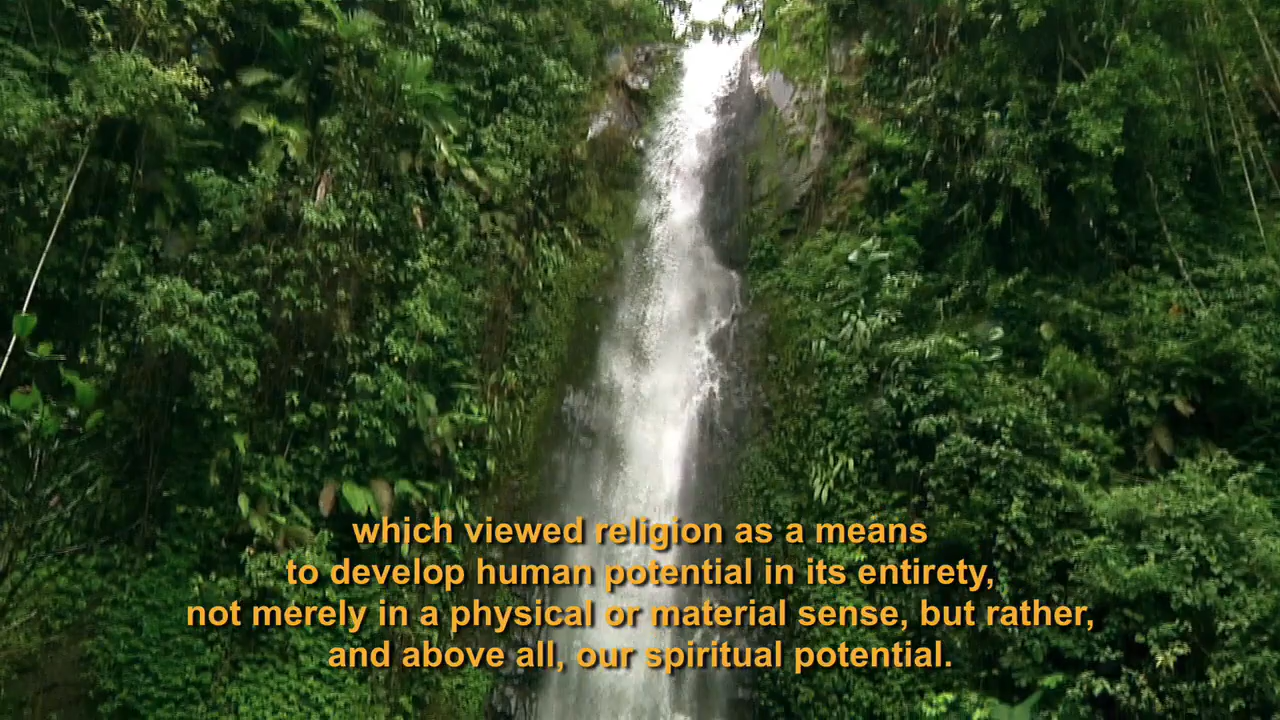 which viewed religion as a means
to develop human potential in its entirety,
not merely in a physical or material sense, but rather,
and above all, our spiritual potential.